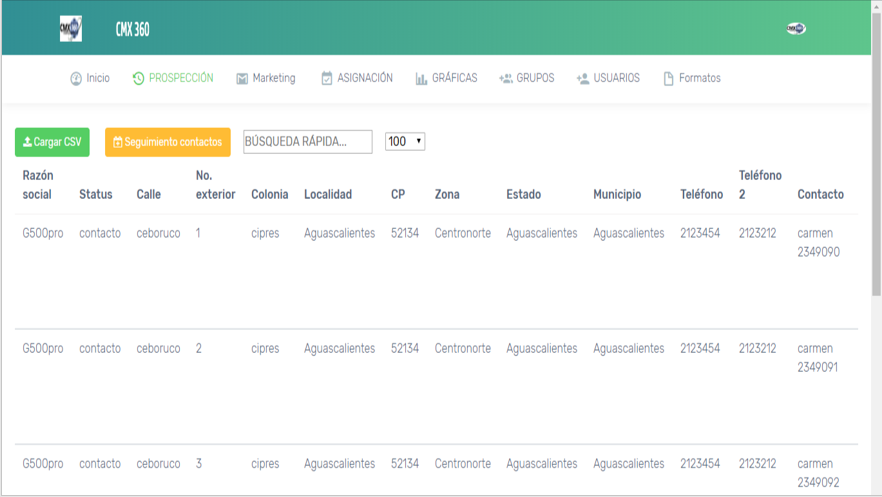 CMX 360
Inicio PROSPECCIÓN Marketing ASIGNACIÓN GRÁFICAS GRUPOS USUARIOS Formatos
Cargar CSV Seguimiento contactos BÚSQUEDA RÁPIDA... 100
Razón social Status Calle No. exterior Colonia Localidad CP Zona Estado Municipio Teléfono Teléfono 2 Contacto
G500pro contacto ceboruco 1 cipres Aguascalientes 52134 Centronorte Aguascalientes Aguascalientes 2123454 2123212 carmen 2349090
G500pro contacto ceboruco 2 cipres Aguascalientes 52134 Centronorte Aguascalientes Aguascalientes 2123454 2123212 carmen 2349091
G500pro contacto ceboruco 3 cipres Aguascalientes 52134 Centronorte Aguascalientes Aguascalientes 2123454 2123212 carmen 2349092